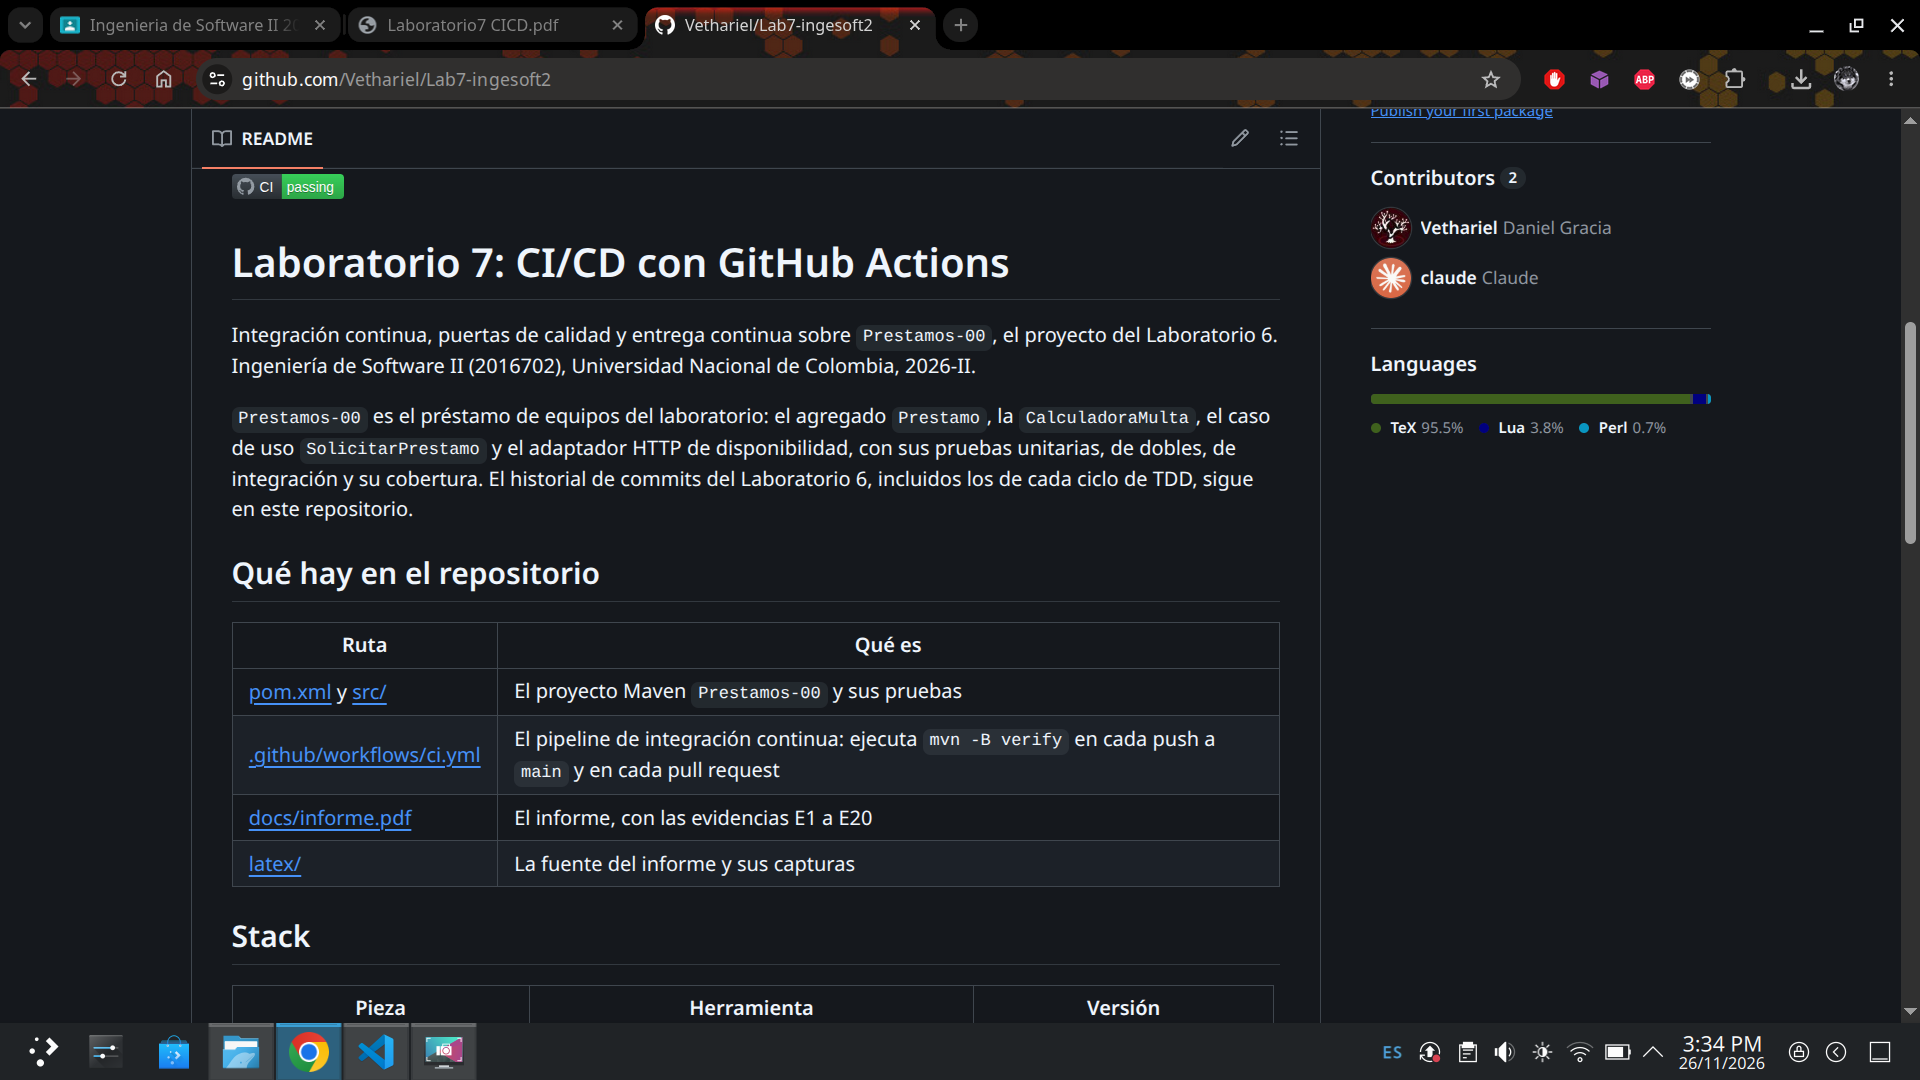 Ingenieria de Software II 20
Laboratorio7 CICD.pdf
Vethariel/Lab7-ingesoft2
github.com/Vethariel/Lab7-ingesoft2
ABP
README
Publish your first package
CI passing
Contributors 2
Vethariel Daniel Gracia
claude Claude
Languages
TeX 95.5% Lua 3.8% Perl 0.7%
Laboratorio 7: CI/CD con GitHub Actions
Integración continua, puertas de calidad y entrega continua sobre Prestamos-00, el proyecto del Laboratorio 6.
Ingeniería de Software II (2016702), Universidad Nacional de Colombia, 2026-II.
Prestamos-00 es el préstamo de equipos del laboratorio: el agregado Prestamo, la CalculadoraMulta, el caso
de uso SolicitarPrestamo y el adaptador HTTP de disponibilidad, con sus pruebas unitarias, de dobles, de
integración y su cobertura. El historial de commits del Laboratorio 6, incluidos los de cada ciclo de TDD, sigue
en este repositorio.
Qué hay en el repositorio
Ruta Qué es
pom.xml y src/ El proyecto Maven Prestamos-00 y sus pruebas
.github/workflows/ci.yml El pipeline de integración continua: ejecuta mvn -B verify en cada push a
main y en cada pull request
docs/informe.pdf El informe, con las evidencias E1 a E20
latex/ La fuente del informe y sus capturas
Stack
Pieza Herramienta Versión
ES
3:34 PM
26/11/2026